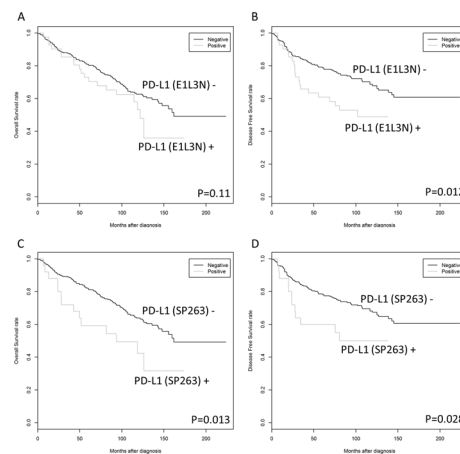 A
Negative
Positive
PD-L1 (E1L3N) -
PD-L1 (E1L3N) +
P=0.11
Overall Survival rate
0.0 0.2 0.4 0.6 0.8 1.0
0 50 100 150 200
Months after diagnosis
B
Negative
Positive
PD-L1 (E1L3N) -
PD-L1 (E1L3N) +
P=0.012
Disease Free Survival rate
0.0 0.2 0.4 0.6 0.8 1.0
0 50 100 150 200
Months after diagnosis
C
Negative
Positive
PD-L1 (SP263) -
PD-L1 (SP263) +
P=0.013
Overall Survival rate
0.0 0.2 0.4 0.6 0.8 1.0
0 50 100 150 200
Months after diagnosis
D
Negative
Positive
PD-L1 (SP263) -
PD-L1 (SP263) +
P=0.028
Disease Free Survival rate
0.0 0.2 0.4 0.6 0.8 1.0
0 50 100 150 200
Months after diagnosis